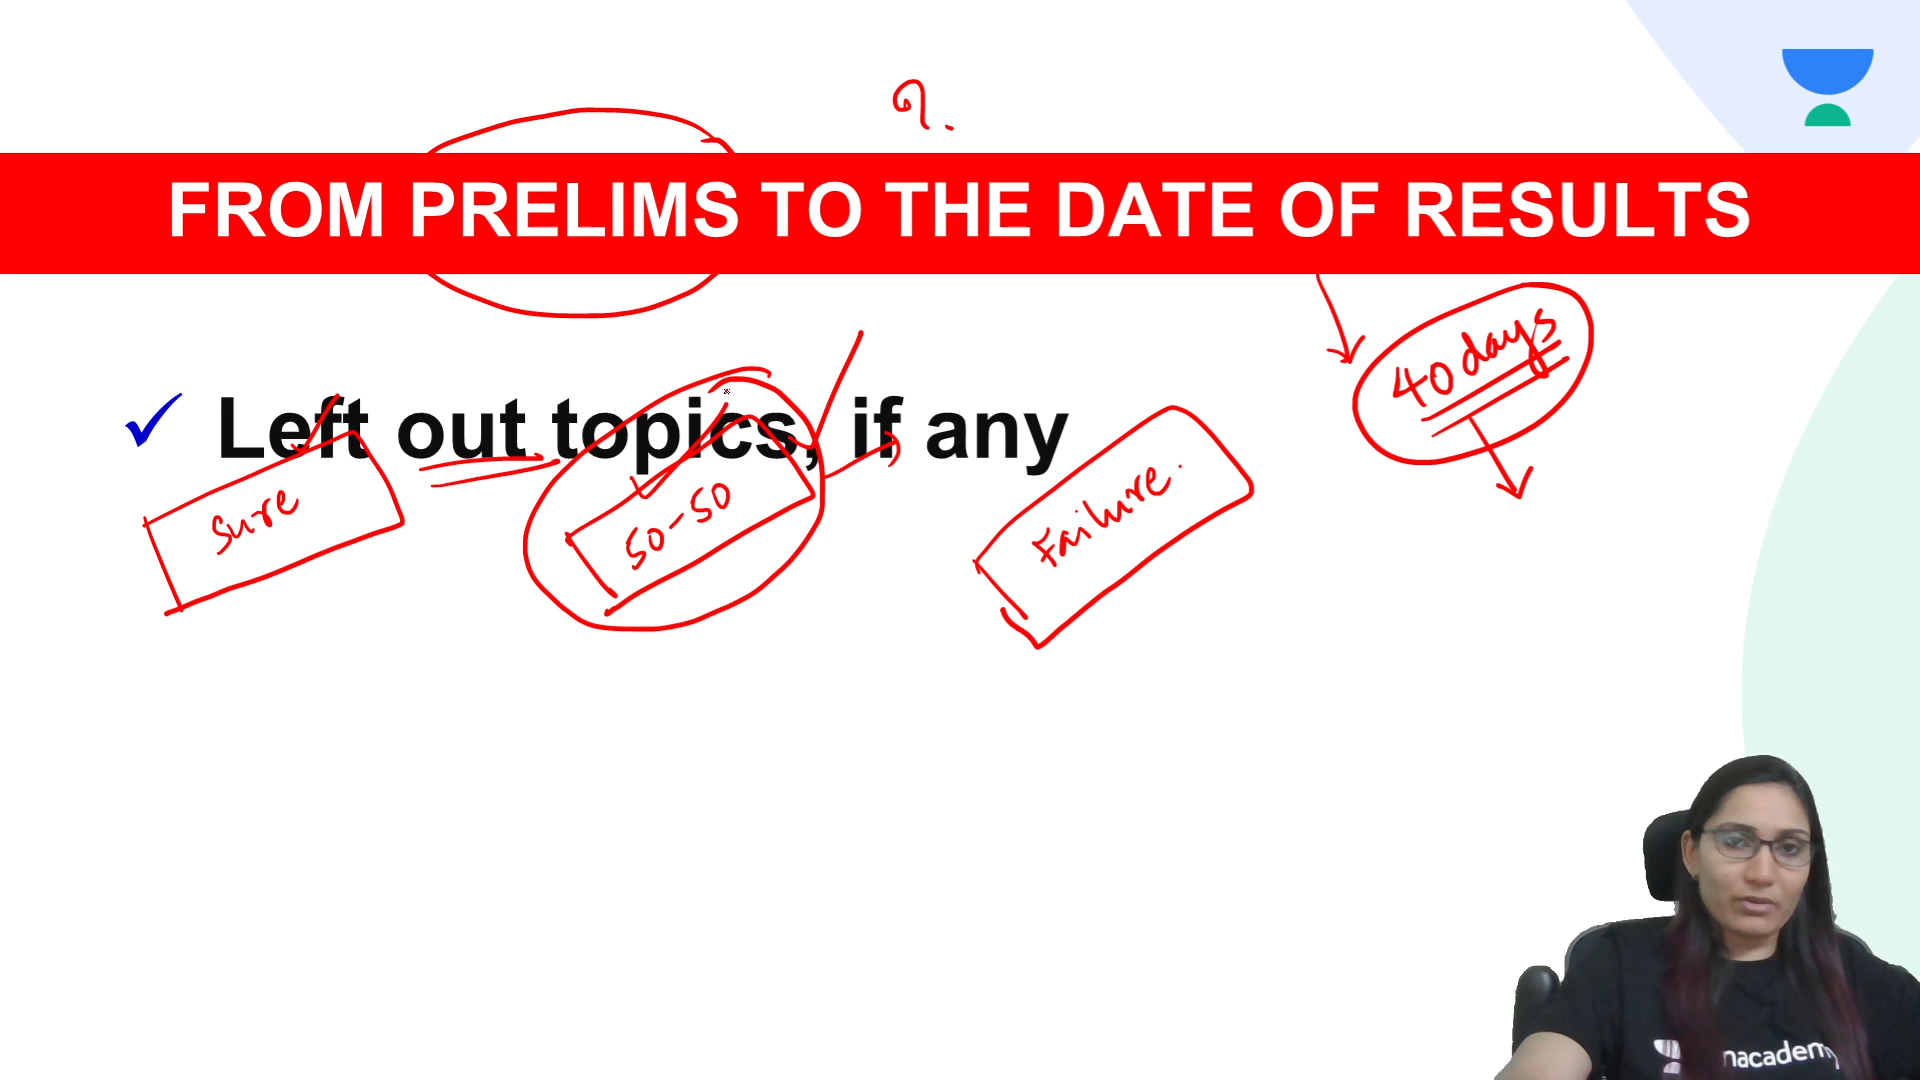 FROM PRELIMS TO THE DATE OF RESULTS
40 days
✓ Left out topics, if any
Sure
50-50
Failure.
nacadem